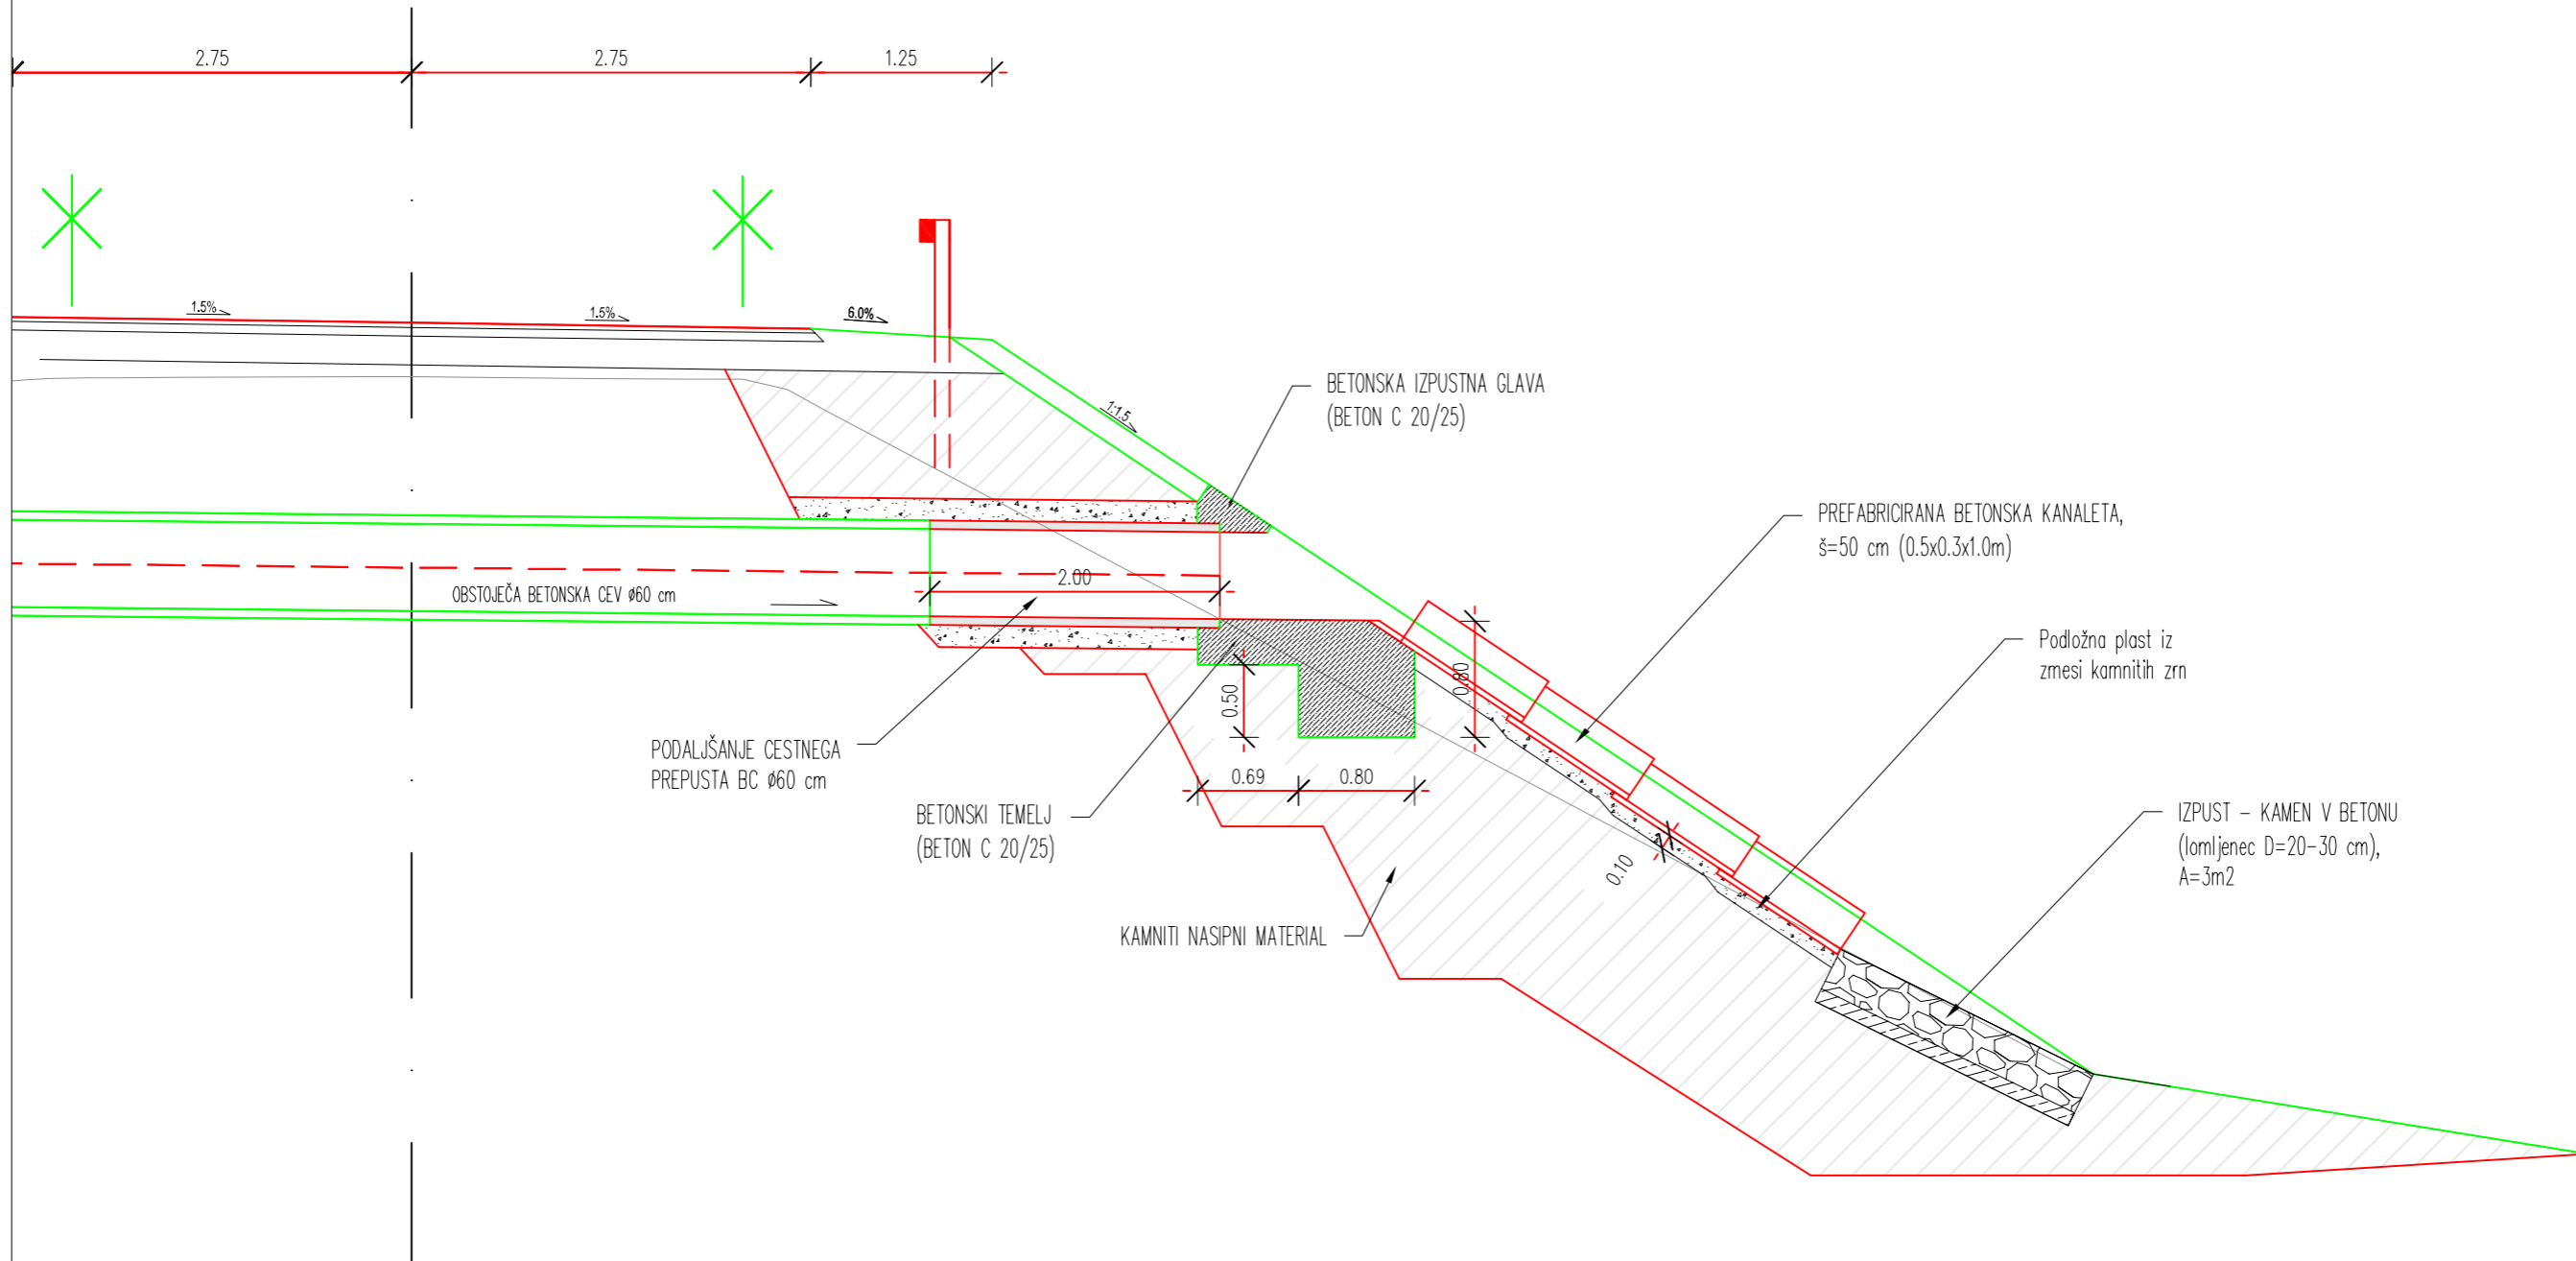 2.75
2.75
1.25
1.5%
1.5%
6.0%
1:1.5
BETONSKA IZPUSTNA GLAVA
(BETON C 20/25)
PREFABRICIRANA BETONSKA KANALETA,
š=50 cm (0.5x0.3x1.0m)
2.00
OBSTOJEČA BETONSKA CEV ø60 cm
Podložna plast iz
zmesi kamnitih zrn
0.80
0.50
PODALJŠANJE CESTNEGA
PREPUSTA BC ø60 cm
0.69
0.80
BETONSKI TEMELJ
(BETON C 20/25)
0.10
IZPUST - KAMEN V BETONU
(lomljenec D=20-30 cm),
A=3m2
KAMNITI NASIPNI MATERIAL